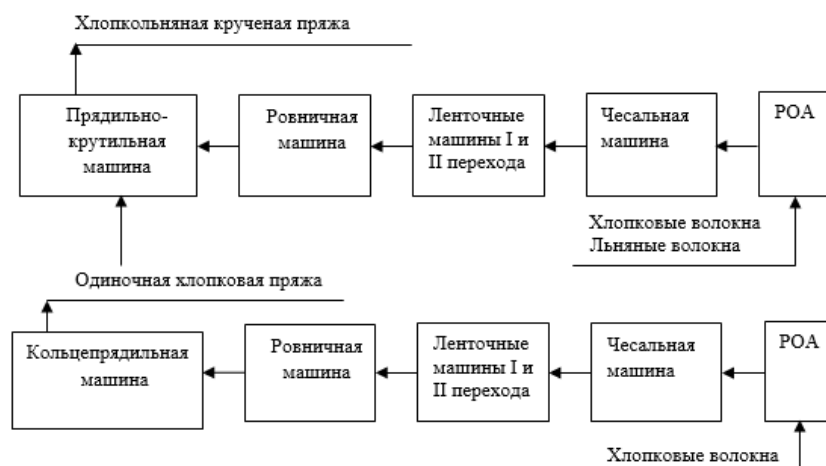 Хлопкольняная крученая пряжа
Прядильно-
крутильная
машина
Ровничная
машина
Ленточные
машины I и
II перехода
Чесальная
машина
РОА
Хлопковые волокна
Льняные волокна
Одиночная хлопковая пряжа
Кольцепрядильная
машина
Ровничная
машина
Ленточные
машины I и
II перехода
Чесальная
машина
РОА
Хлопковые волокна